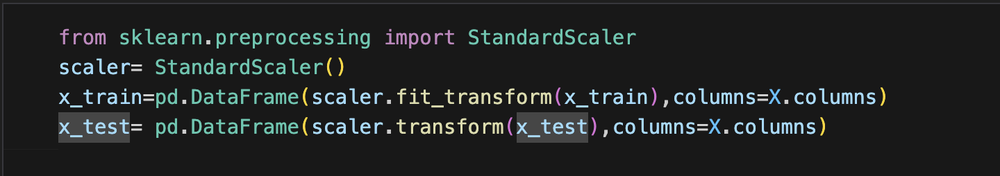 from sklearn.preprocessing import StandardScaler
scaler= StandardScaler()
x_train=pd.DataFrame(scaler.fit_transform(x_train),columns=X.columns)
x_test= pd.DataFrame(scaler.transform(x_test),columns=X.columns)